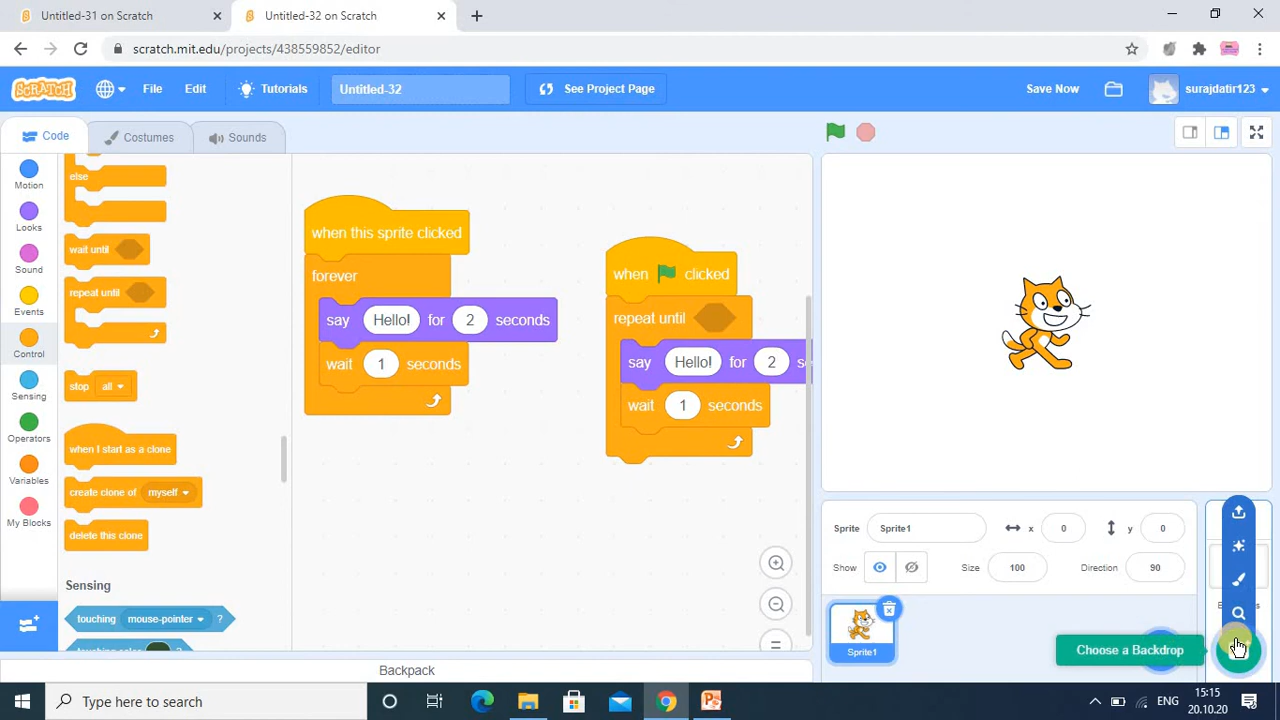 Untitled-31 on Scratch
Untitled-32 on Scratch
scratch.mit.edu/projects/438559852/editor
SCRATCH
File
Edit
Tutorials
Untitled-32
See Project Page
Save Now
surajdatir123
Code
Costumes
Sounds
Motion
Looks
Sound
Events
Control
Sensing
Operators
Variables
My Blocks
else
wait until
repeat until
stop all
when I start as a clone
create clone of myself
delete this clone
Sensing
touching mouse-pointer ?
when this sprite clicked
forever
say Hello! for 2 seconds
wait 1 seconds
when clicked
repeat until
say Hello! for 2 se
wait 1 seconds
Backpack
Sprite Sprite1
x 0
y 0
Show
Size 100
Direction 90
Sprite1
Choose a Backdrop
Type here to search
ENG
15:15
20.10.20